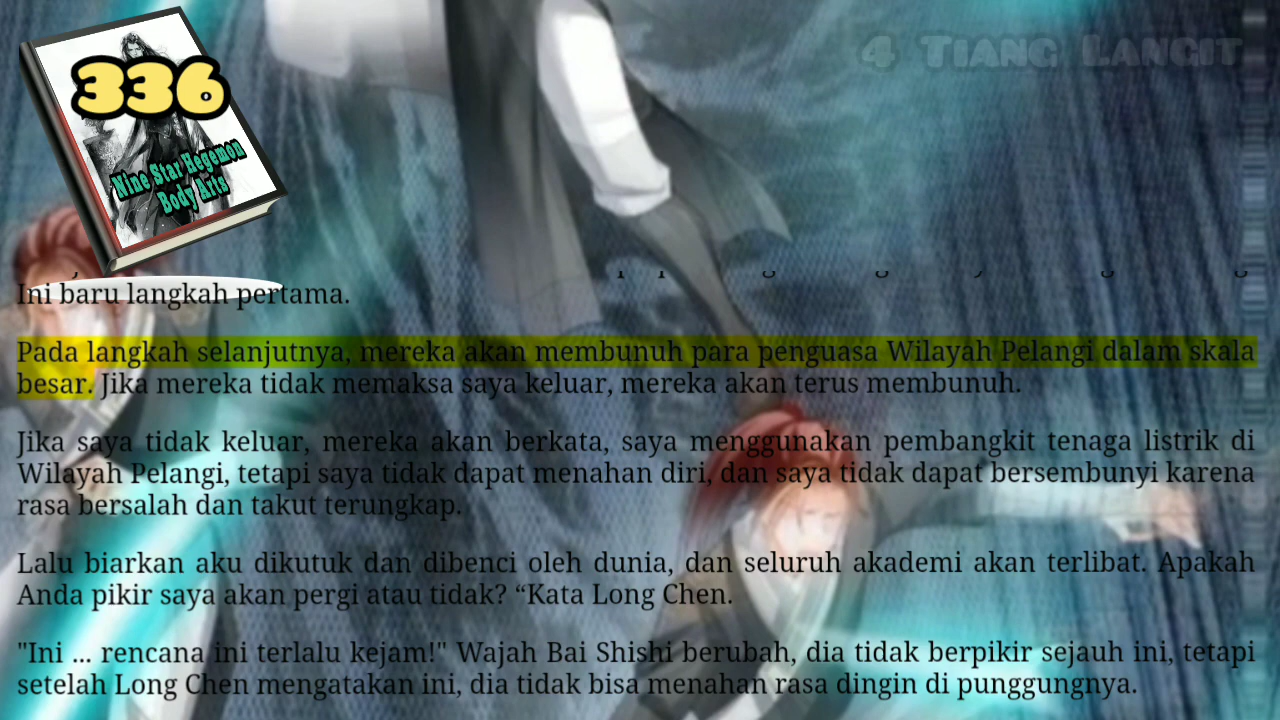 336
Nine Star Hegemon
Body Arts
4 Tiang Langit
Ini baru langkah pertama.
Pada langkah selanjutnya, mereka akan membunuh para penguasa Wilayah Pelangi dalam skala
besar. Jika mereka tidak memaksa saya keluar, mereka akan terus membunuh.
Jika saya tidak keluar, mereka akan berkata, saya menggunakan pembangkit tenaga listrik di
Wilayah Pelangi, tetapi saya tidak dapat menahan diri, dan saya tidak dapat bersembunyi karena
rasa bersalah dan takut terungkap.
Lalu biarkan aku dikutuk dan dibenci oleh dunia, dan seluruh akademi akan terlibat. Apakah
Anda pikir saya akan pergi atau tidak? “Kata Long Chen.
"Ini ... rencana ini terlalu kejam!" Wajah Bai Shishi berubah, dia tidak berpikir sejauh ini, tetapi
setelah Long Chen mengatakan ini, dia tidak bisa menahan rasa dingin di punggungnya.